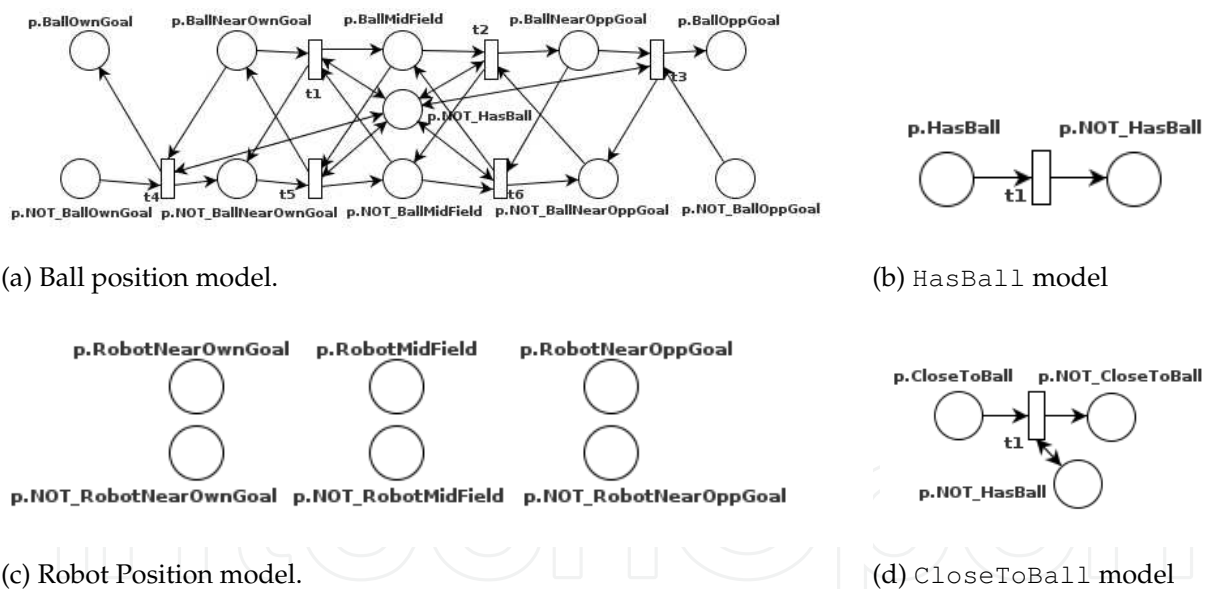 p.BallOwnGoal p.BallNearOwnGoal p.BallMidField p.BallNearOppGoal p.BallOppGoal
t2
t3
t1
p.NOT_HasBall
t4 t5 t6
p.NOT_BallOwnGoal p.NOT_BallNearOwnGoal p.NOT_BallMidField p.NOT_BallNearOppGoal p.NOT_BallOppGoal
p.HasBall p.NOT_HasBall
t1
(a) Ball position model.
(b) HasBall model
p.RobotNearOwnGoal p.RobotMidField p.RobotNearOppGoal
p.NOT_RobotNearOwnGoal p.NOT_RobotMidField p.NOT_RobotNearOppGoal
p.CloseToBall p.NOT_CloseToBall
t1
p.NOT_HasBall
(c) Robot Position model.
(d) CloseToBall model